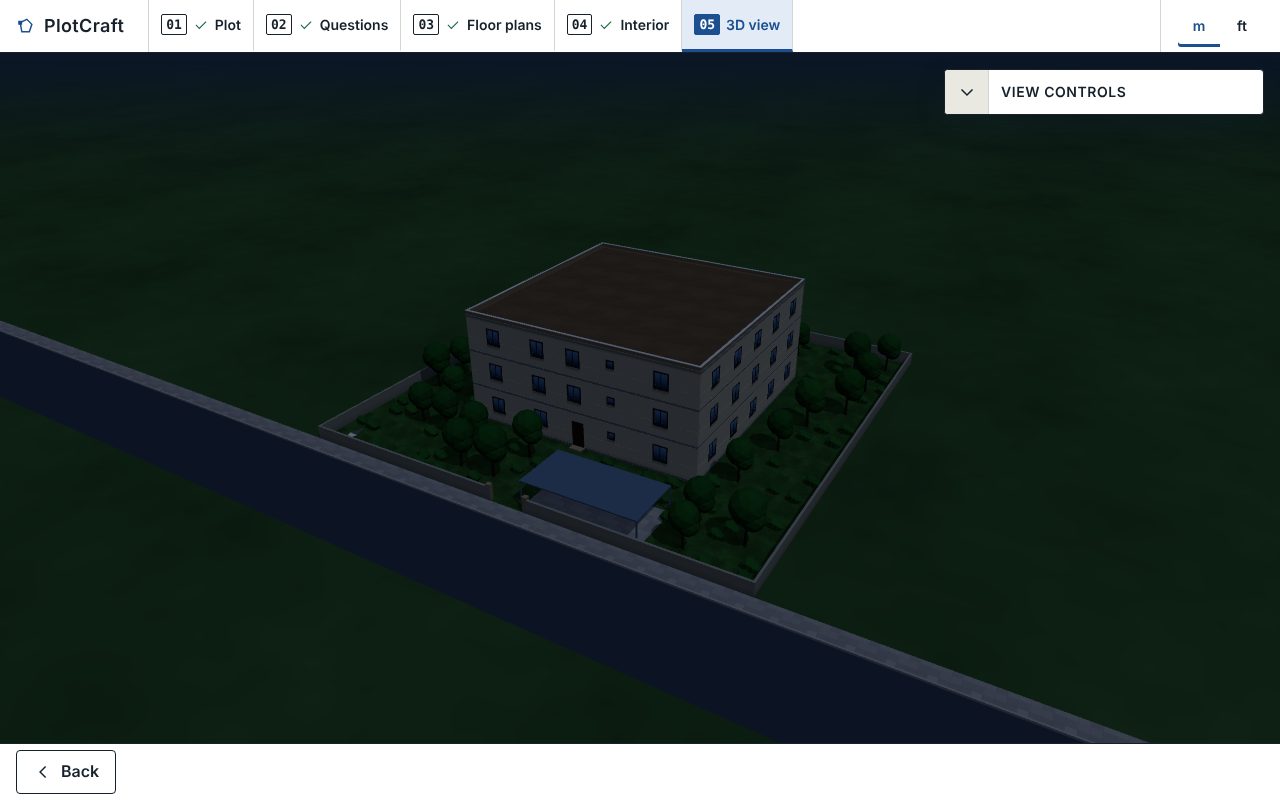 PlotCraft
01 Plot
02 Questions
03 Floor plans
04 Interior
05 3D view
m
ft
VIEW CONTROLS
Back